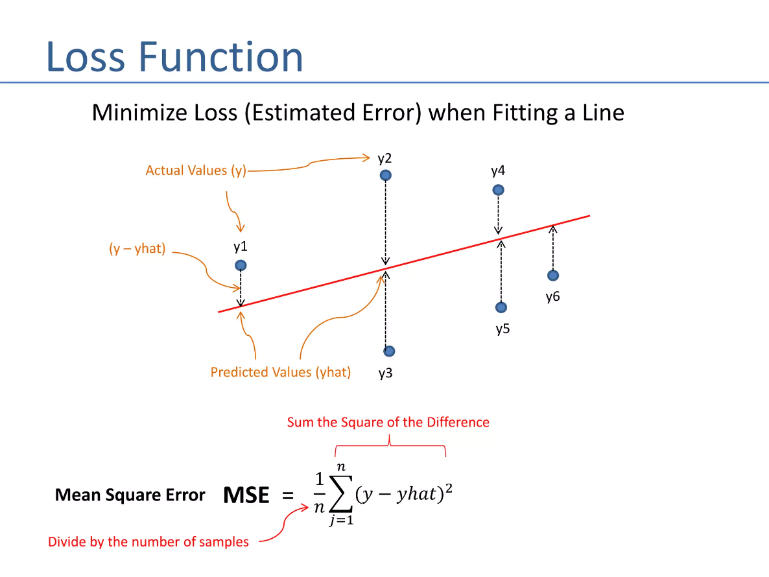 Loss Function
Minimize Loss (Estimated Error) when Fitting a Line
Actual Values (y)
y2
y4
(y – yhat)
y1
y6
y5
Predicted Values (yhat)
y3
Sum the Square of the Difference
Mean Square Error MSE = \frac{1}{n} \sum_{j=1}^{n} (y − yhat)^2
Divide by the number of samples